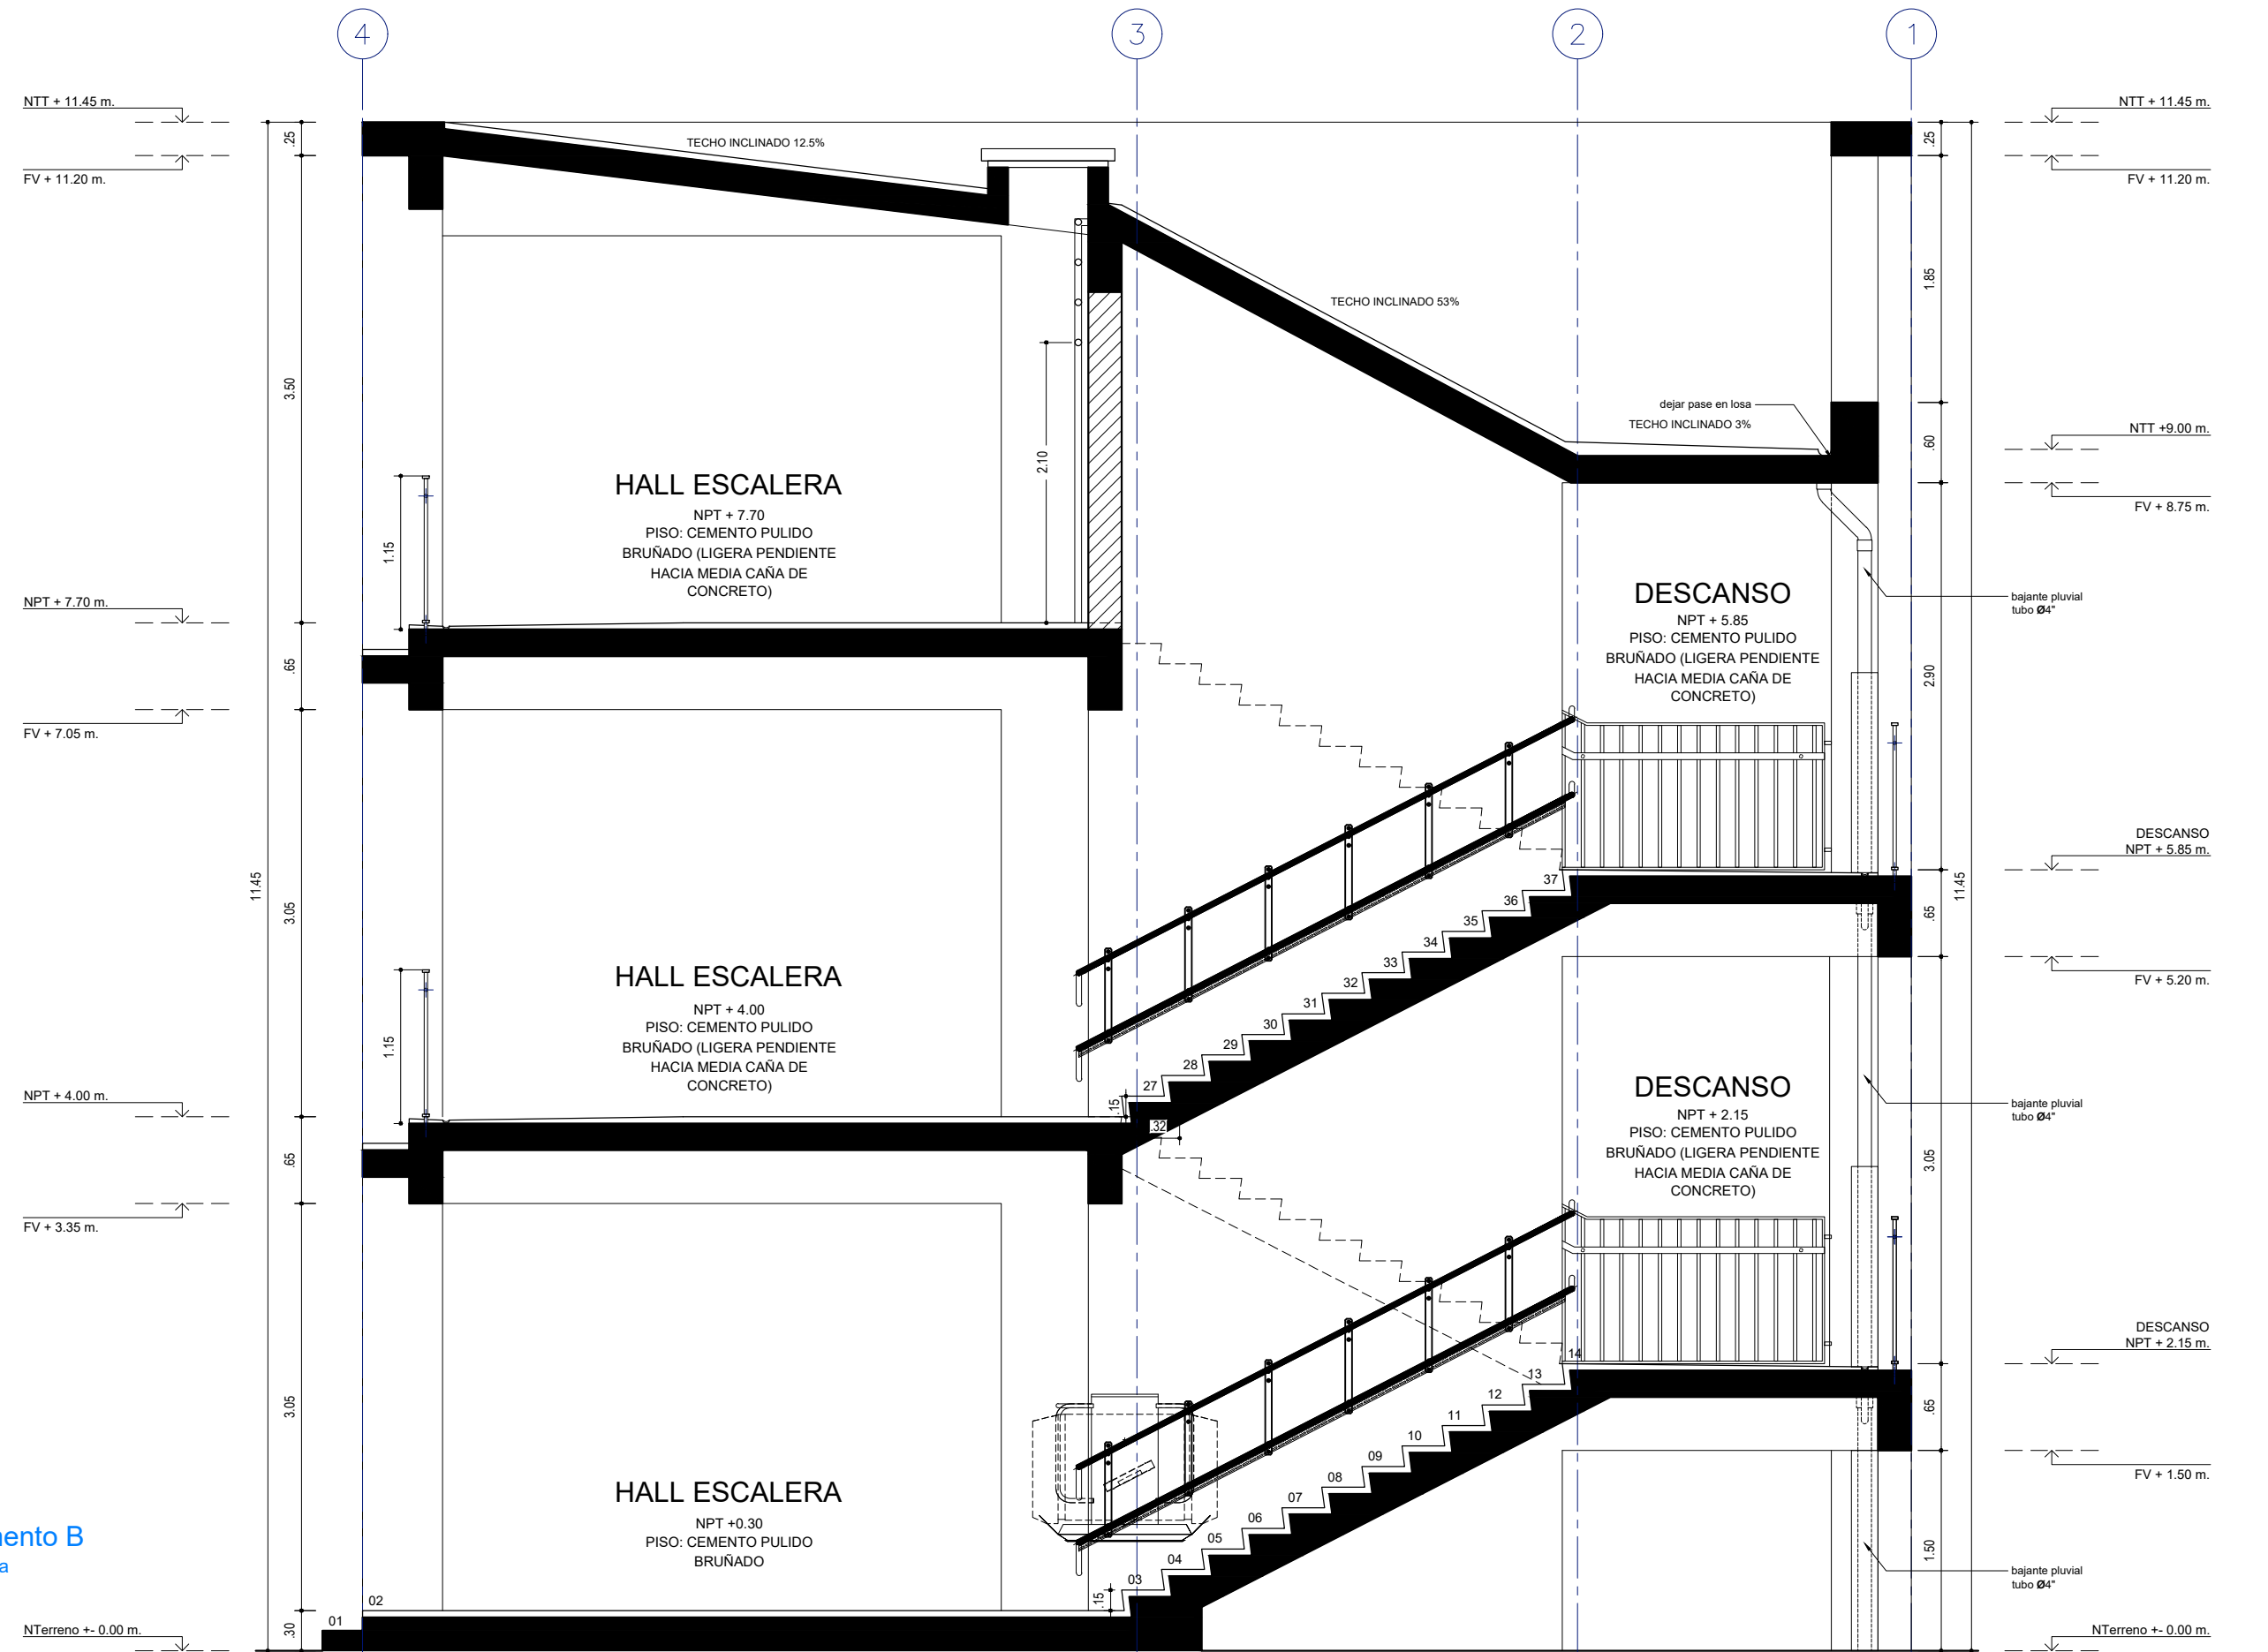 4
3
2
1
NTT + 11.45 m.
FV + 11.20 m.
NPT + 7.70 m.
FV + 7.05 m.
NPT + 4.00 m.
FV + 3.35 m.
NTerreno +- 0.00 m.
mento B
a
11.45
.25
3.50
.65
3.05
.65
3.05
.30
1.15
1.15
TECHO INCLINADO 12.5%
TECHO INCLINADO 53%
dejar pase en losa
TECHO INCLINADO 3%
2.10
HALL ESCALERA
NPT + 7.70
PISO: CEMENTO PULIDO
BRUÑADO (LIGERA PENDIENTE
HACIA MEDIA CAÑA DE
CONCRETO)
HALL ESCALERA
NPT + 4.00
PISO: CEMENTO PULIDO
BRUÑADO (LIGERA PENDIENTE
HACIA MEDIA CAÑA DE
CONCRETO)
HALL ESCALERA
NPT +0.30
PISO: CEMENTO PULIDO
BRUÑADO
DESCANSO
NPT + 5.85
PISO: CEMENTO PULIDO
BRUÑADO (LIGERA PENDIENTE
HACIA MEDIA CAÑA DE
CONCRETO)
DESCANSO
NPT + 2.15
PISO: CEMENTO PULIDO
BRUÑADO (LIGERA PENDIENTE
HACIA MEDIA CAÑA DE
CONCRETO)
37
36
35
34
33
32
31
30
29
28
27
.15
.32
14
13
12
11
10
09
08
07
06
05
04
03
.15
02
01
.25
1.85
.60
2.90
.65
3.05
.65
1.50
11.45
NTT + 11.45 m.
FV + 11.20 m.
NTT +9.00 m.
FV + 8.75 m.
bajante pluvial
tubo Ø4"
DESCANSO
NPT + 5.85 m.
FV + 5.20 m.
bajante pluvial
tubo Ø4"
DESCANSO
NPT + 2.15 m.
FV + 1.50 m.
bajante pluvial
tubo Ø4"
NTerreno +- 0.00 m.